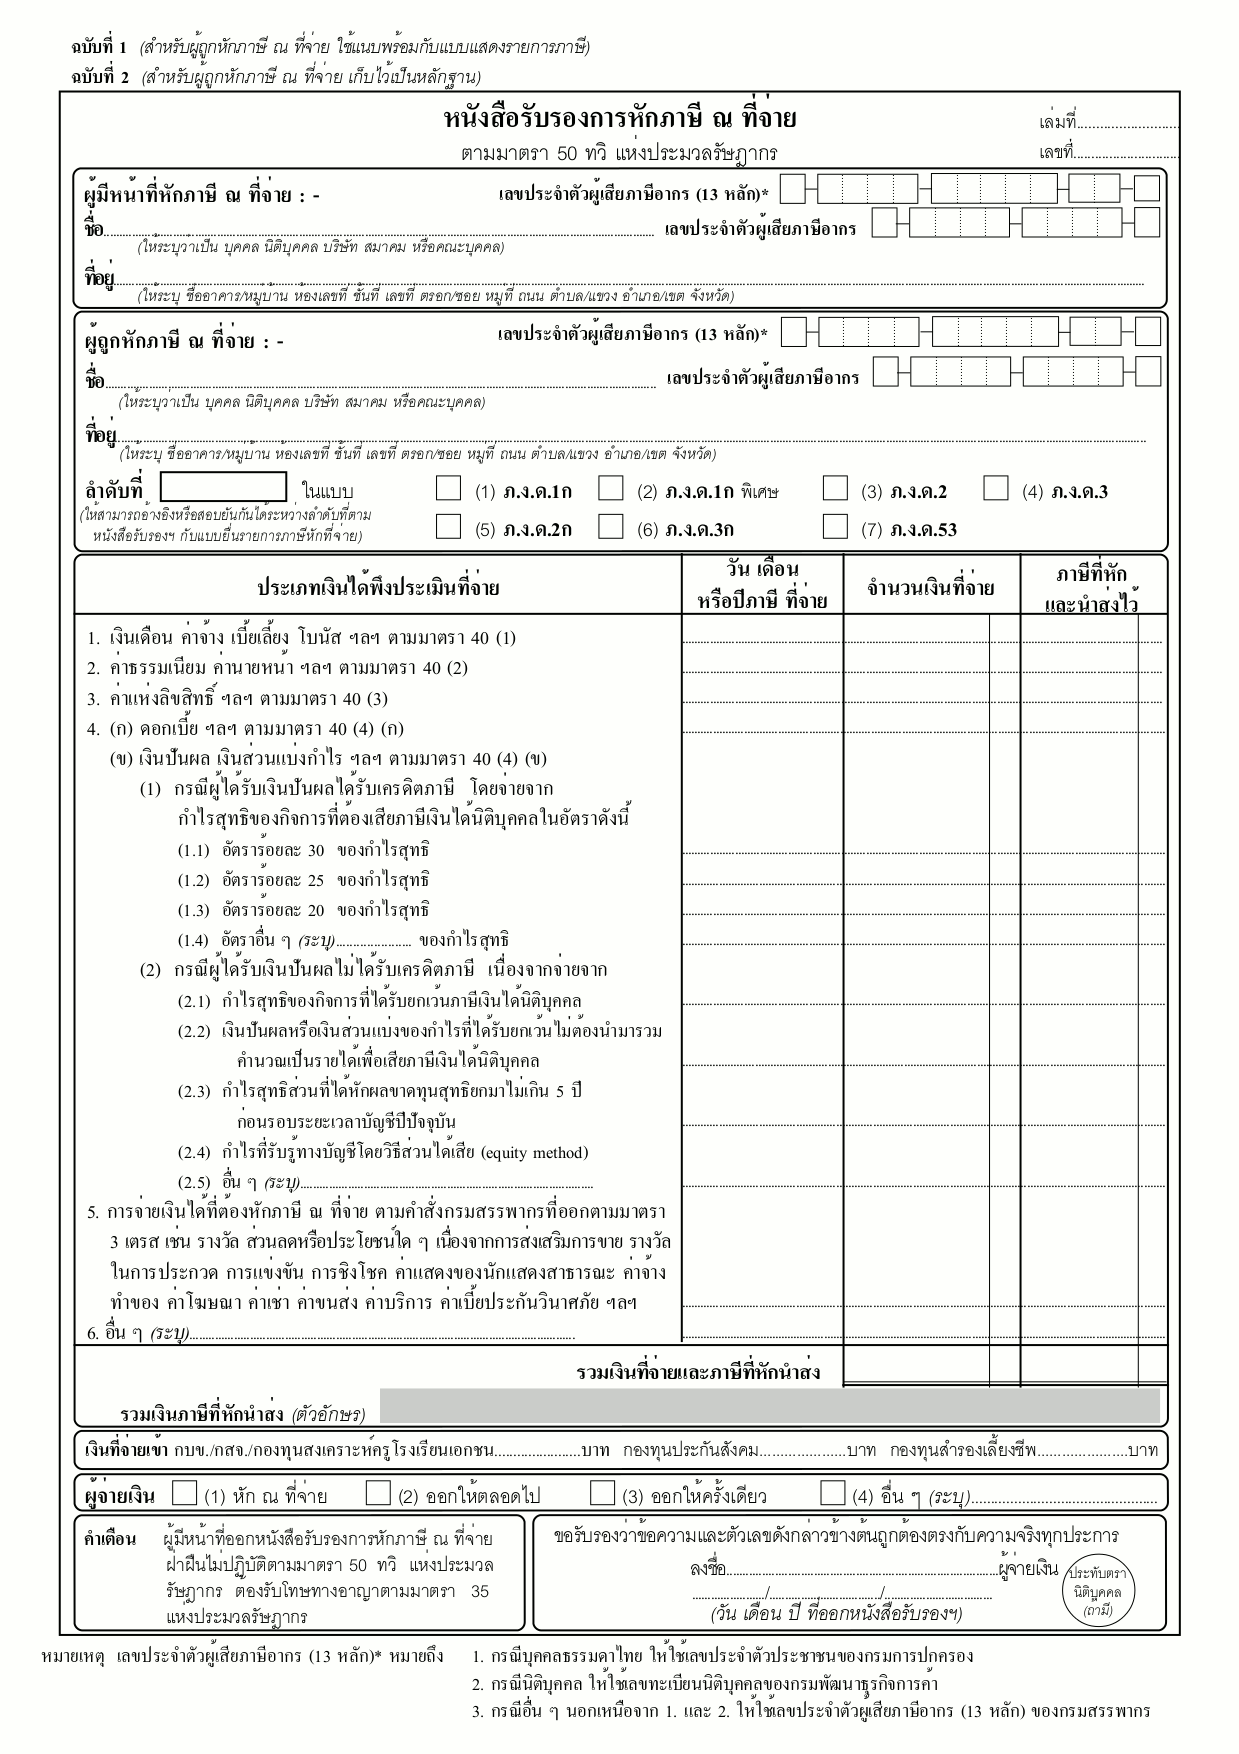 ฉบับที่ 1 (สำหรับผู้ถูกหักภาษี ณ ที่จ่าย ใช้แนบพร้อมกับแบบแสดงรายการภาษี)
ฉบับที่ 2 (สำหรับผู้ถูกหักภาษี ณ ที่จ่าย เก็บไว้เป็นหลักฐาน)
หนังสือรับรองการหักภาษี ณ ที่จ่าย
เล่มที่..........................
ตามมาตรา 50 ทวิ แห่งประมวลรัษฎากร
เลขที่..............................
ผู้มีหน้าที่หักภาษี ณ ที่จ่าย : -
เลขประจำตัวผู้เสียภาษีอากร (13 หลัก)*
ชื่อ.................... เลขประจำตัวผู้เสียภาษีอากร
(ให้ระบุว่าเป็น บุคคล นิติบุคคล บริษัท สมาคม หรือคณะบุคคล)
ที่อยู่....................
(ให้ระบุ ชื่ออาคาร/หมู่บ้าน ห้องเลขที่ ชั้นที่ เลขที่ ตรอก/ซอย หมู่ที่ ถนน ตำบล/แขวง อำเภอ/เขต จังหวัด)
ผู้ถูกหักภาษี ณ ที่จ่าย : -
เลขประจำตัวผู้เสียภาษีอากร (13 หลัก)*
ชื่อ.................... เลขประจำตัวผู้เสียภาษีอากร
(ให้ระบุว่าเป็น บุคคล นิติบุคคล บริษัท สมาคม หรือคณะบุคคล)
ที่อยู่....................
(ให้ระบุ ชื่ออาคาร/หมู่บ้าน ห้องเลขที่ ชั้นที่ เลขที่ ตรอก/ซอย หมู่ที่ ถนน ตำบล/แขวง อำเภอ/เขต จังหวัด)
ลำดับที่ ในแบบ
(1) ภ.ง.ด.1ก (2) ภ.ง.ด.1ก พิเศษ (3) ภ.ง.ด.2 (4) ภ.ง.ด.3
(ให้สามารถอ้างอิงหรือสอบยันกันได้ระหว่างลำดับที่ตาม
หนังสือรับรองฯ กับแบบยื่นรายการภาษีหักที่จ่าย)
(5) ภ.ง.ด.2ก (6) ภ.ง.ด.3ก (7) ภ.ง.ด.53
ประเภทเงินได้พึงประเมินที่จ่าย
วัน เดือน
หรือปีภาษี ที่จ่าย
จำนวนเงินที่จ่าย
ภาษีที่หัก
และนำส่งไว้
1. เงินเดือน ค่าจ้าง เบี้ยเลี้ยง โบนัส ฯลฯ ตามมาตรา 40 (1)
2. ค่าธรรมเนียม ค่านายหน้า ฯลฯ ตามมาตรา 40 (2)
3. ค่าแห่งลิขสิทธิ์ ฯลฯ ตามมาตรา 40 (3)
4. (ก) ดอกเบี้ย ฯลฯ ตามมาตรา 40 (4) (ก)
(ข) เงินปันผล เงินส่วนแบ่งกำไร ฯลฯ ตามมาตรา 40 (4) (ข)
(1) กรณีผู้ได้รับเงินปันผลได้รับเครดิตภาษี โดยจ่ายจาก
กำไรสุทธิของกิจการที่ต้องเสียภาษีเงินได้นิติบุคคลในอัตราดังนี้
(1.1) อัตราร้อยละ 30 ของกำไรสุทธิ
(1.2) อัตราร้อยละ 25 ของกำไรสุทธิ
(1.3) อัตราร้อยละ 20 ของกำไรสุทธิ
(1.4) อัตราอื่น ๆ (ระบุ)...................... ของกำไรสุทธิ
(2) กรณีผู้ได้รับเงินปันผลไม่ได้รับเครดิตภาษี เนื่องจากจ่ายจาก
(2.1) กำไรสุทธิของกิจการที่ได้รับยกเว้นภาษีเงินได้นิติบุคคล
(2.2) เงินปันผลหรือเงินส่วนแบ่งของกำไรที่ได้รับยกเว้นไม่ต้องนำมารวม
คำนวณเป็นรายได้เพื่อเสียภาษีเงินได้นิติบุคคล
(2.3) กำไรสุทธิส่วนที่ได้หักผลขาดทุนสุทธิยกมาไม่เกิน 5 ปี
ก่อนรอบระยะเวลาบัญชีปีปัจจุบัน
(2.4) กำไรที่รับรู้ทางบัญชีโดยวิธีส่วนได้เสีย (equity method)
(2.5) อื่น ๆ (ระบุ)....................
5. การจ่ายเงินได้ที่ต้องหักภาษี ณ ที่จ่าย ตามคำสั่งกรมสรรพากรที่ออกตามมาตรา
3 เตรส เช่น รางวัล ส่วนลดหรือประโยชน์ใด ๆ เนื่องจากการส่งเสริมการขาย รางวัล
ในการประกวด การแข่งขัน การชิงโชค ค่าแสดงของนักแสดงสาธารณะ ค่าจ้าง
ทำของ ค่าโฆษณา ค่าเช่า ค่าขนส่ง ค่าบริการ ค่าเบี้ยประกันวินาศภัย ฯลฯ
6. อื่น ๆ (ระบุ)....................
รวมเงินที่จ่ายและภาษีที่หักนำส่ง
รวมเงินภาษีที่หักนำส่ง (ตัวอักษร)
เงินที่จ่ายเข้า กบข./กสจ./กองทุนสงเคราะห์ครูโรงเรียนเอกชน....................บาท กองทุนประกันสังคม....................บาท กองทุนสำรองเลี้ยงชีพ....................บาท
ผู้จ่ายเงิน (1) หัก ณ ที่จ่าย (2) ออกให้ตลอดไป (3) ออกให้ครั้งเดียว (4) อื่น ๆ (ระบุ)....................
คำเตือน ผู้มีหน้าที่ออกหนังสือรับรองการหักภาษี ณ ที่จ่าย
ฝ่าฝืนไม่ปฏิบัติตามมาตรา 50 ทวิ แห่งประมวล
รัษฎากร ต้องรับโทษทางอาญาตามมาตรา 35
แห่งประมวลรัษฎากร
ขอรับรองว่าข้อความและตัวเลขดังกล่าวข้างต้นถูกต้องตรงกับความจริงทุกประการ
ลงชื่อ....................ผู้จ่ายเงิน
............/............/............
(วัน เดือน ปี ที่ออกหนังสือรับรองฯ)
ประทับตรา
นิติบุคคล
(ถ้ามี)
หมายเหตุ เลขประจำตัวผู้เสียภาษีอากร (13 หลัก)* หมายถึง 1. กรณีบุคคลธรรมดาไทย ให้ใช้เลขประจำตัวประชาชนของกรมการปกครอง
2. กรณีนิติบุคคล ให้ใช้เลขทะเบียนนิติบุคคลของกรมพัฒนาธุรกิจการค้า
3. กรณีอื่น ๆ นอกเหนือจาก 1. และ 2. ให้ใช้เลขประจำตัวผู้เสียภาษีอากร (13 หลัก) ของกรมสรรพากร